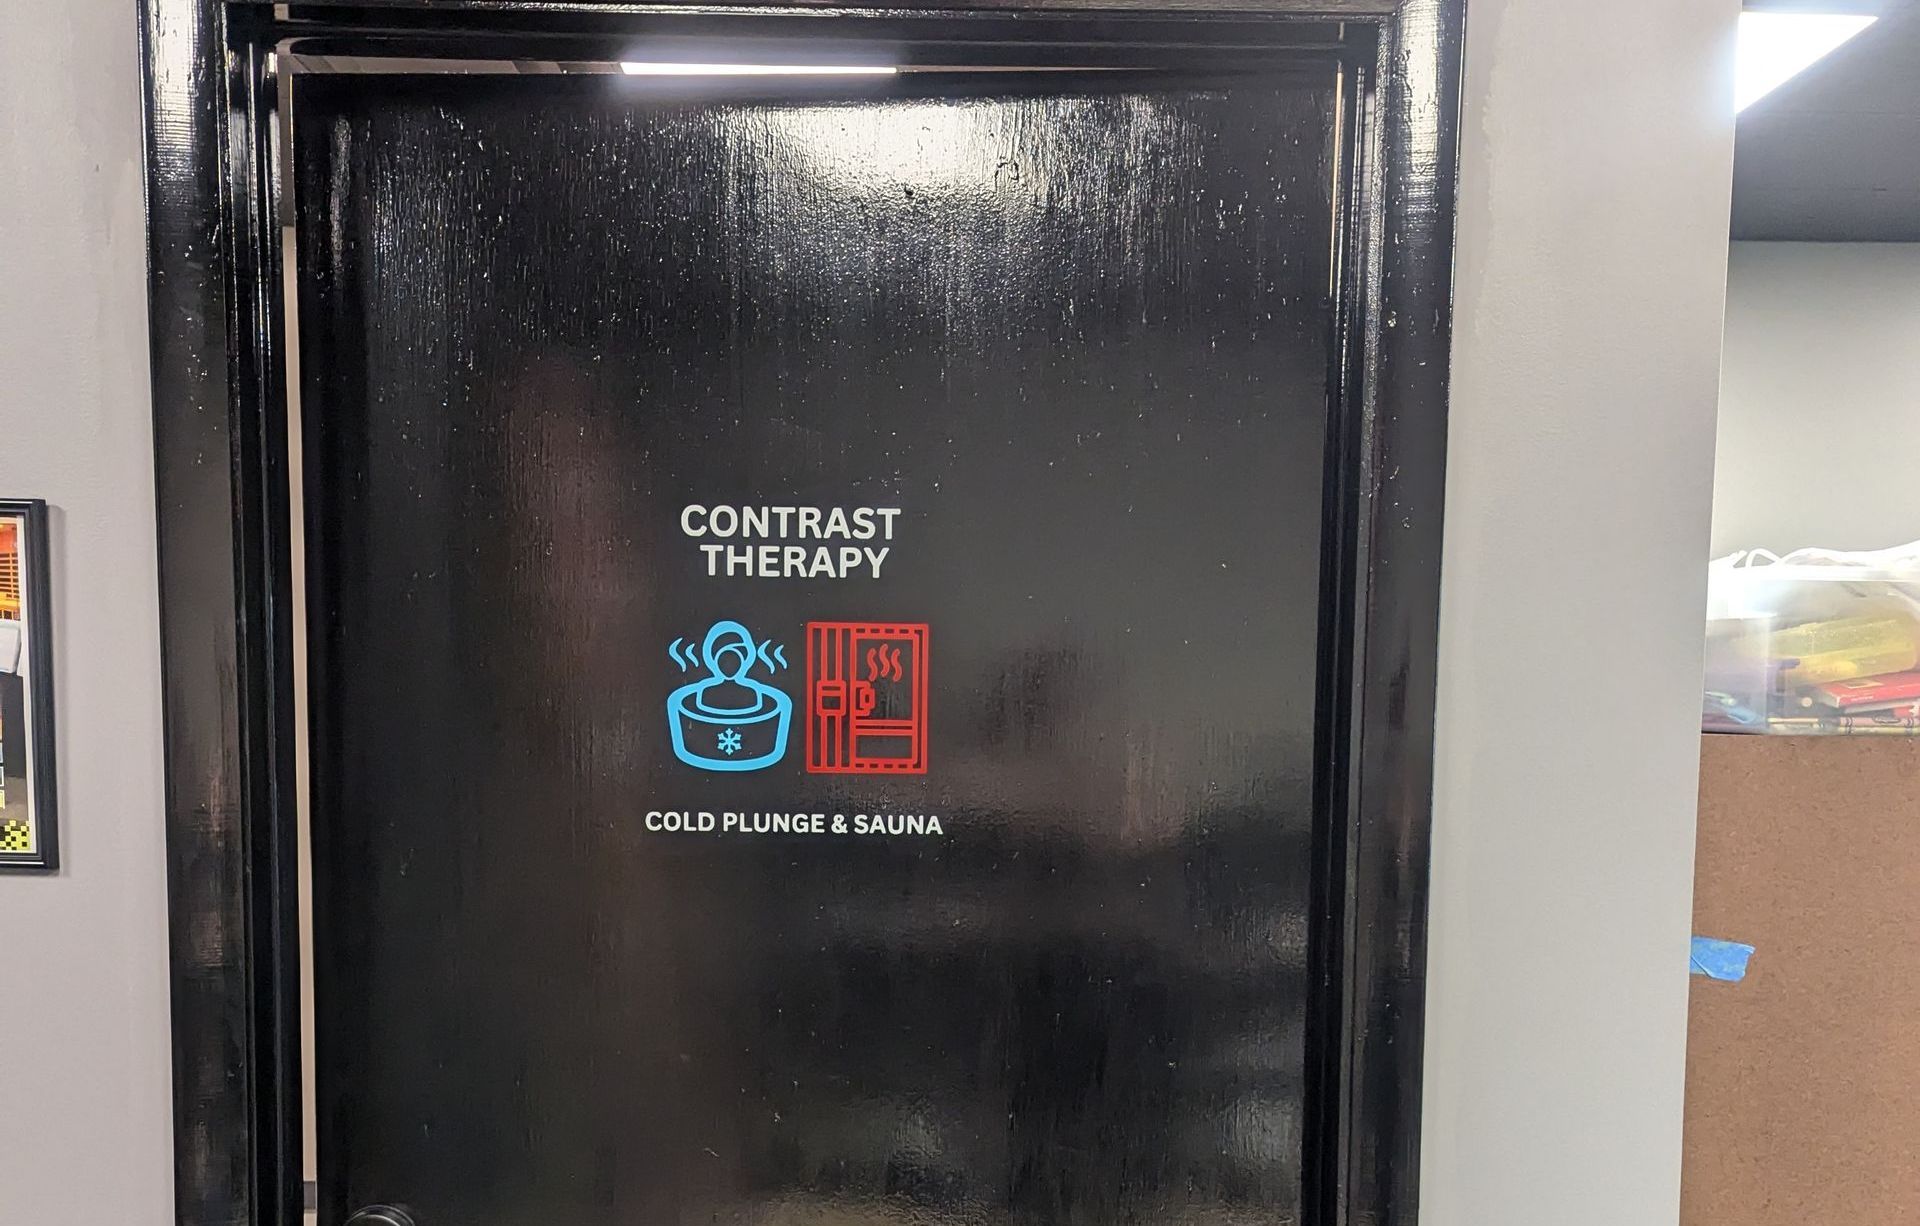 CONTRAST
THERAPY
COLD PLUNGE & SAUNA